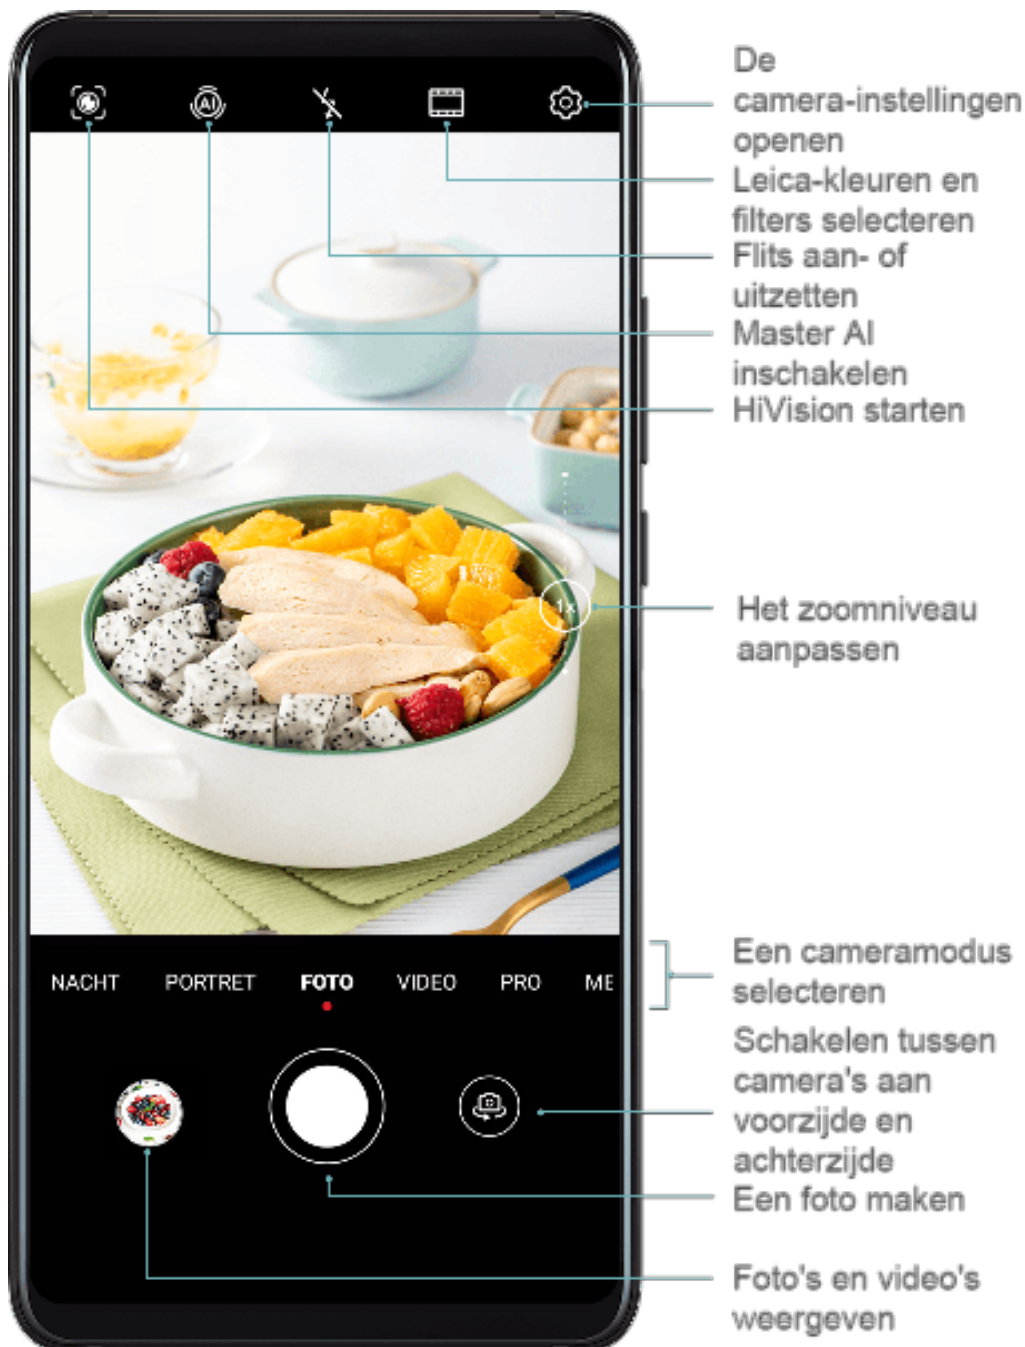 De
camera-instellingen
openen
Leica-kleuren en
filters selecteren
Flits aan- of
uitzetten
Master AI
inschakelen
HiVision starten
AI
1x
Het zoomniveau
aanpassen
NACHT PORTRET FOTO VIDEO PRO ME
Een cameramodus
selecteren
Schakelen tussen
camera's aan
voorzijde en
achterzijde
Een foto maken
Foto's en video's
weergeven